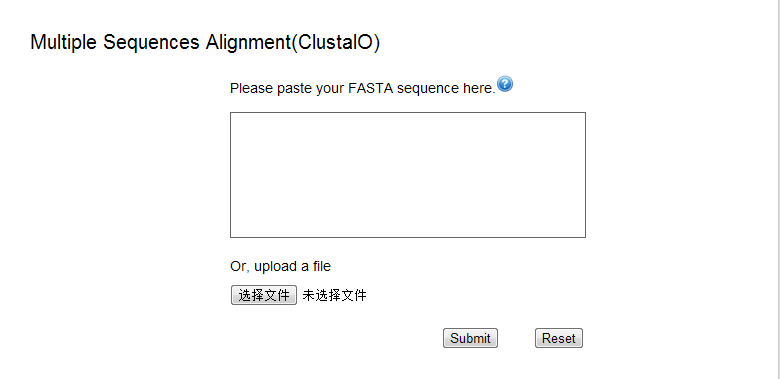 Multiple Sequences Alignment(ClustalO)
Please paste your FASTA sequence here.?
Or, upload a file
选择文件 未选择文件
Submit Reset